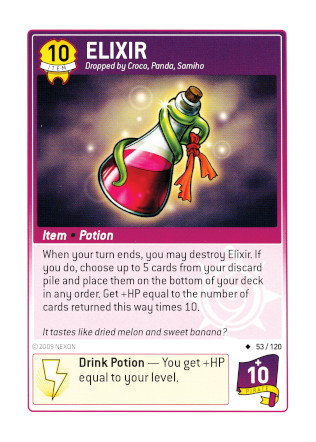 10
ITEM
ELIXIR
Dropped by Croco, Panda, Samiho
Item • Potion
When your turn ends, you may destroy Elixir. If
you do, choose up to 5 cards from your discard
pile and place them on the bottom of your deck
in any order. Get +HP equal to the number of
cards returned this way times 10.
It tastes like dried melon and sweet banana?
©2009 NEXON
◆ 53 / 120
Drink Potion — You get +HP
equal to your level.
+
10
PIRATE